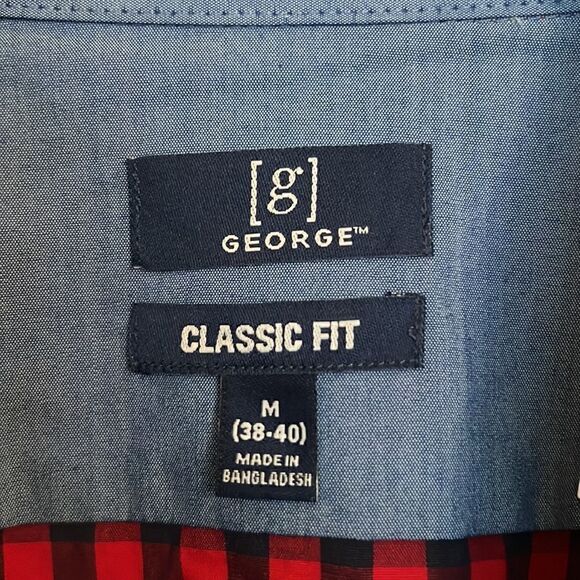 [g]
GEORGE™
CLASSIC FIT
M
(38-40)
MADE IN
BANGLADESH